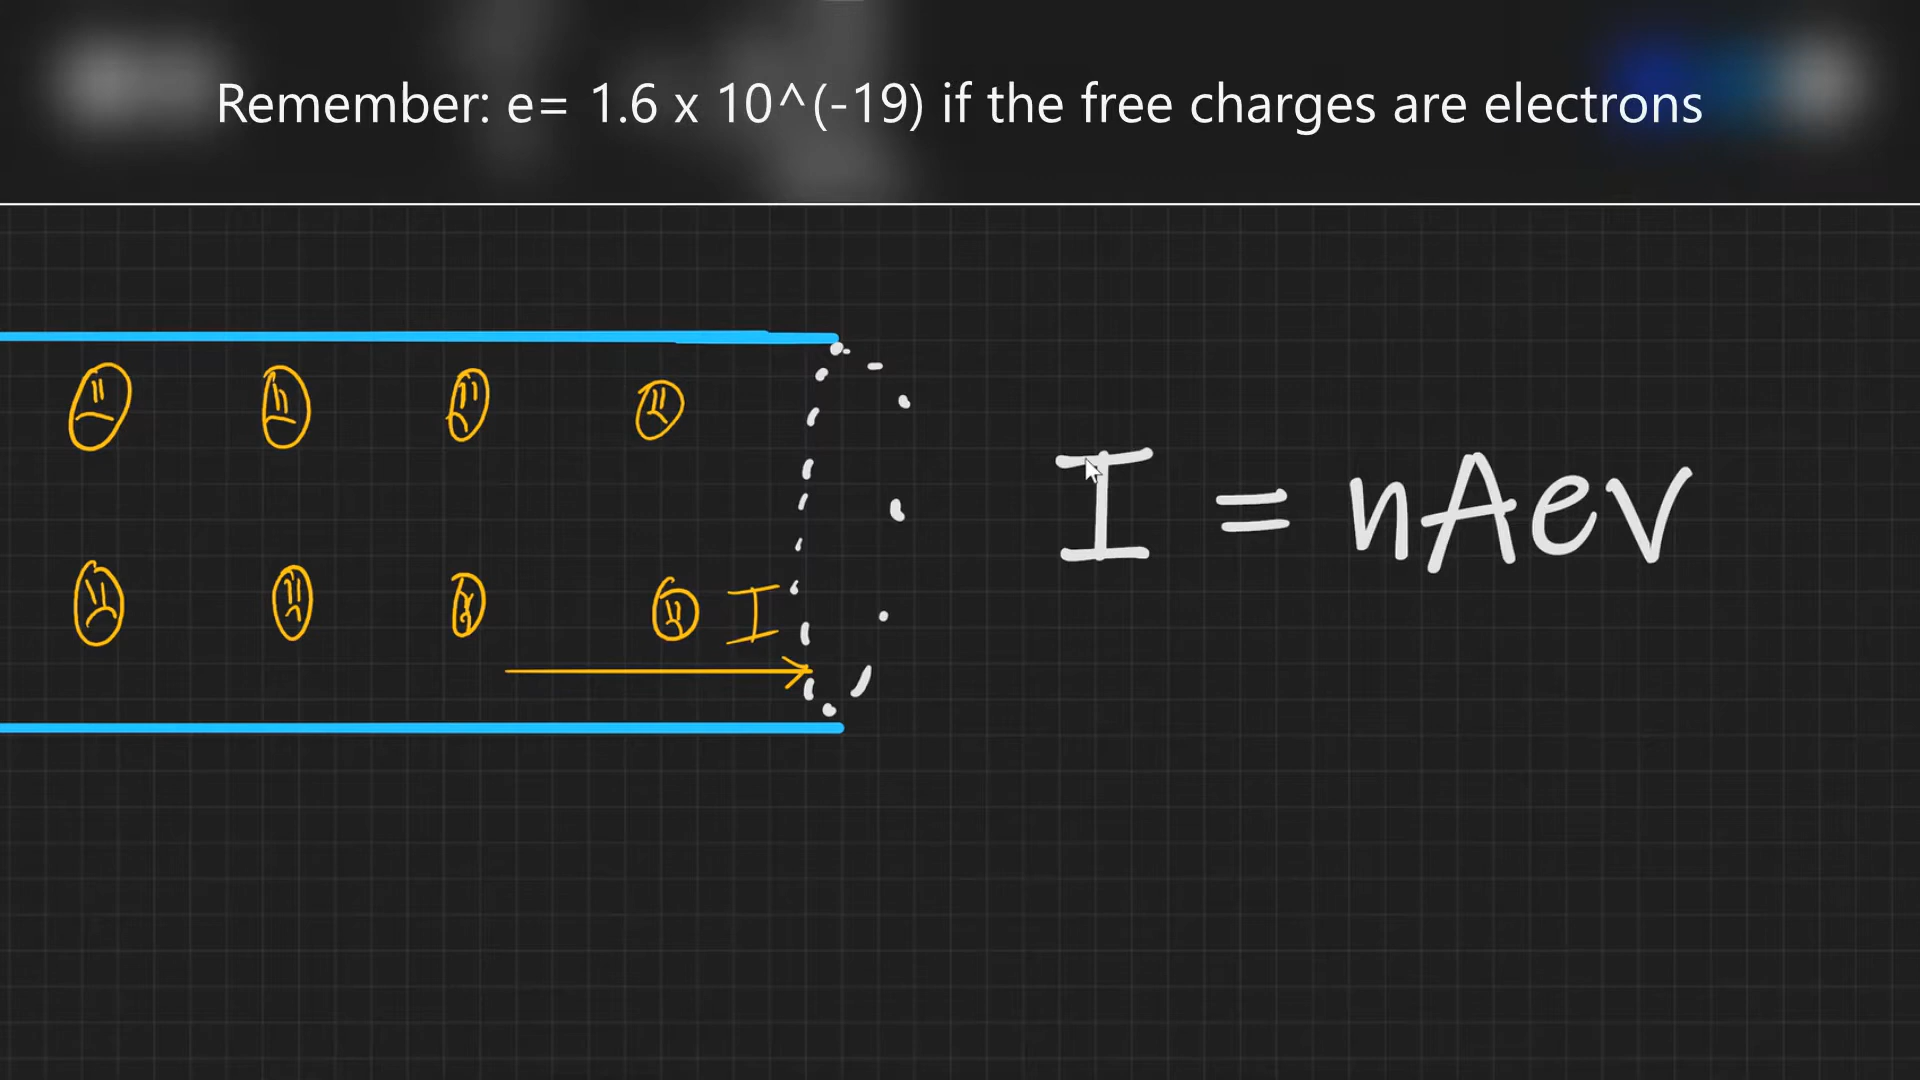 Remember: e= 1.6 x 10^(-19) if the free charges are electrons
I = nAev
I